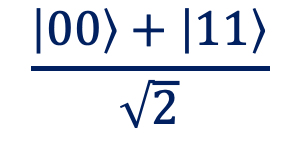 |00⟩ + |11⟩
√2